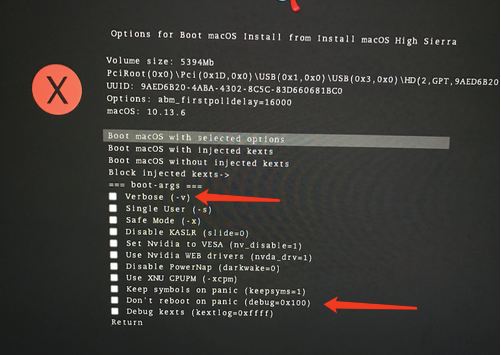 Options for Boot macOS Install from Install macOS High Sierra
Volume size: 5394Mb
PciRoot(0x0)\Pci(0x1D,0x0)\USB(0x1,0x0)\USB(0x3,0x0)\HD(2,GPT,9AED6B20
UUID: 9AED6B20-4ABA-4302-8C5C-83D660681BC0
Options: abm_firstpolldelay=16000
macOS: 10.13.6
X
Boot macOS with selected options
Boot macOS with injected kexts
Boot macOS without injected kexts
Block injected kexts->
=== boot-args ===
Verbose (-v)
Single User (-s)
Safe Mode (-x)
Disable KASLR (slide=0)
Set Nvidia to VESA (nv_disable=1)
Use Nvidia WEB drivers (nvda_drv=1)
Disable PowerNap (darkwake=0)
Use XNU CPUPM (-xcpm)
Keep symbols on panic (keepsyms=1)
Don't reboot on panic (debug=0x100)
Debug kexts (kextlog=0xffff)
Return